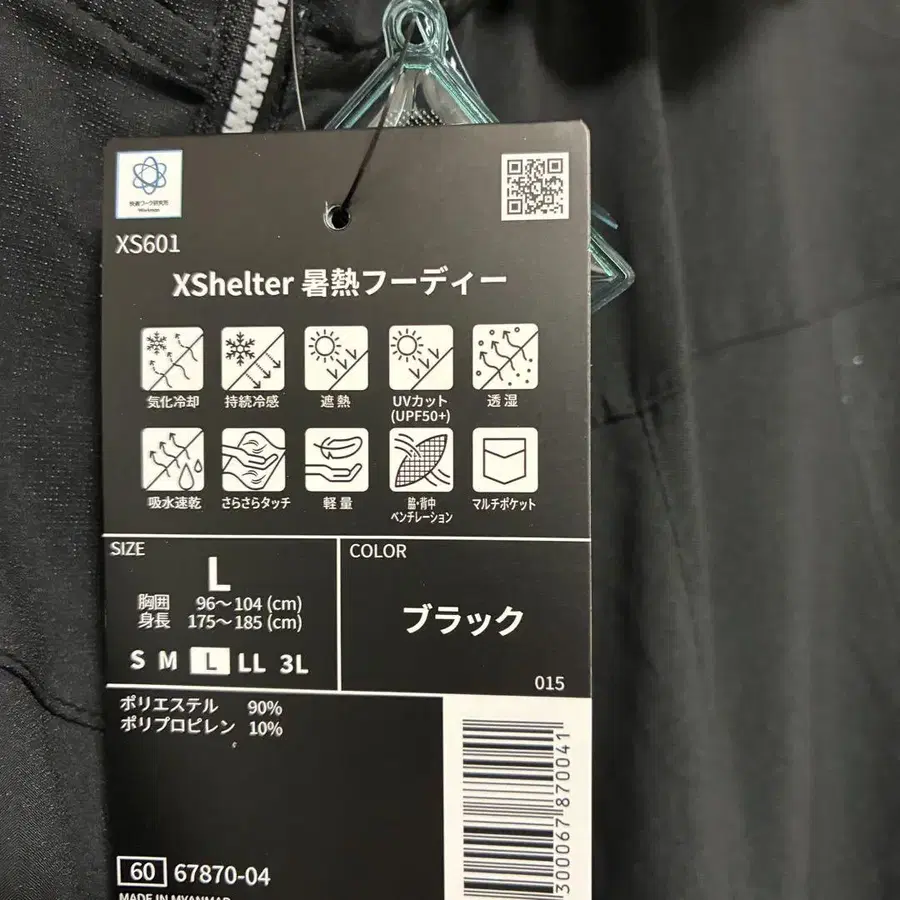 快適ワーク研究所
Workman
XS601
XShelter 暑熱フーディー
気化冷却
持続冷感
遮熱
UVカット
(UPF50+)
透湿
吸水速乾
さらさらタッチ
軽量
脇・背中
ベンチレーション
マルチポケット
SIZE
L
胸囲 96〜104 (cm)
身長 175〜185 (cm)
S M L LL 3L
COLOR
ブラック
015
ポリエステル 90%
ポリプロピレン 10%
60 67870-04
MADE IN MYANMAR
300067 870041